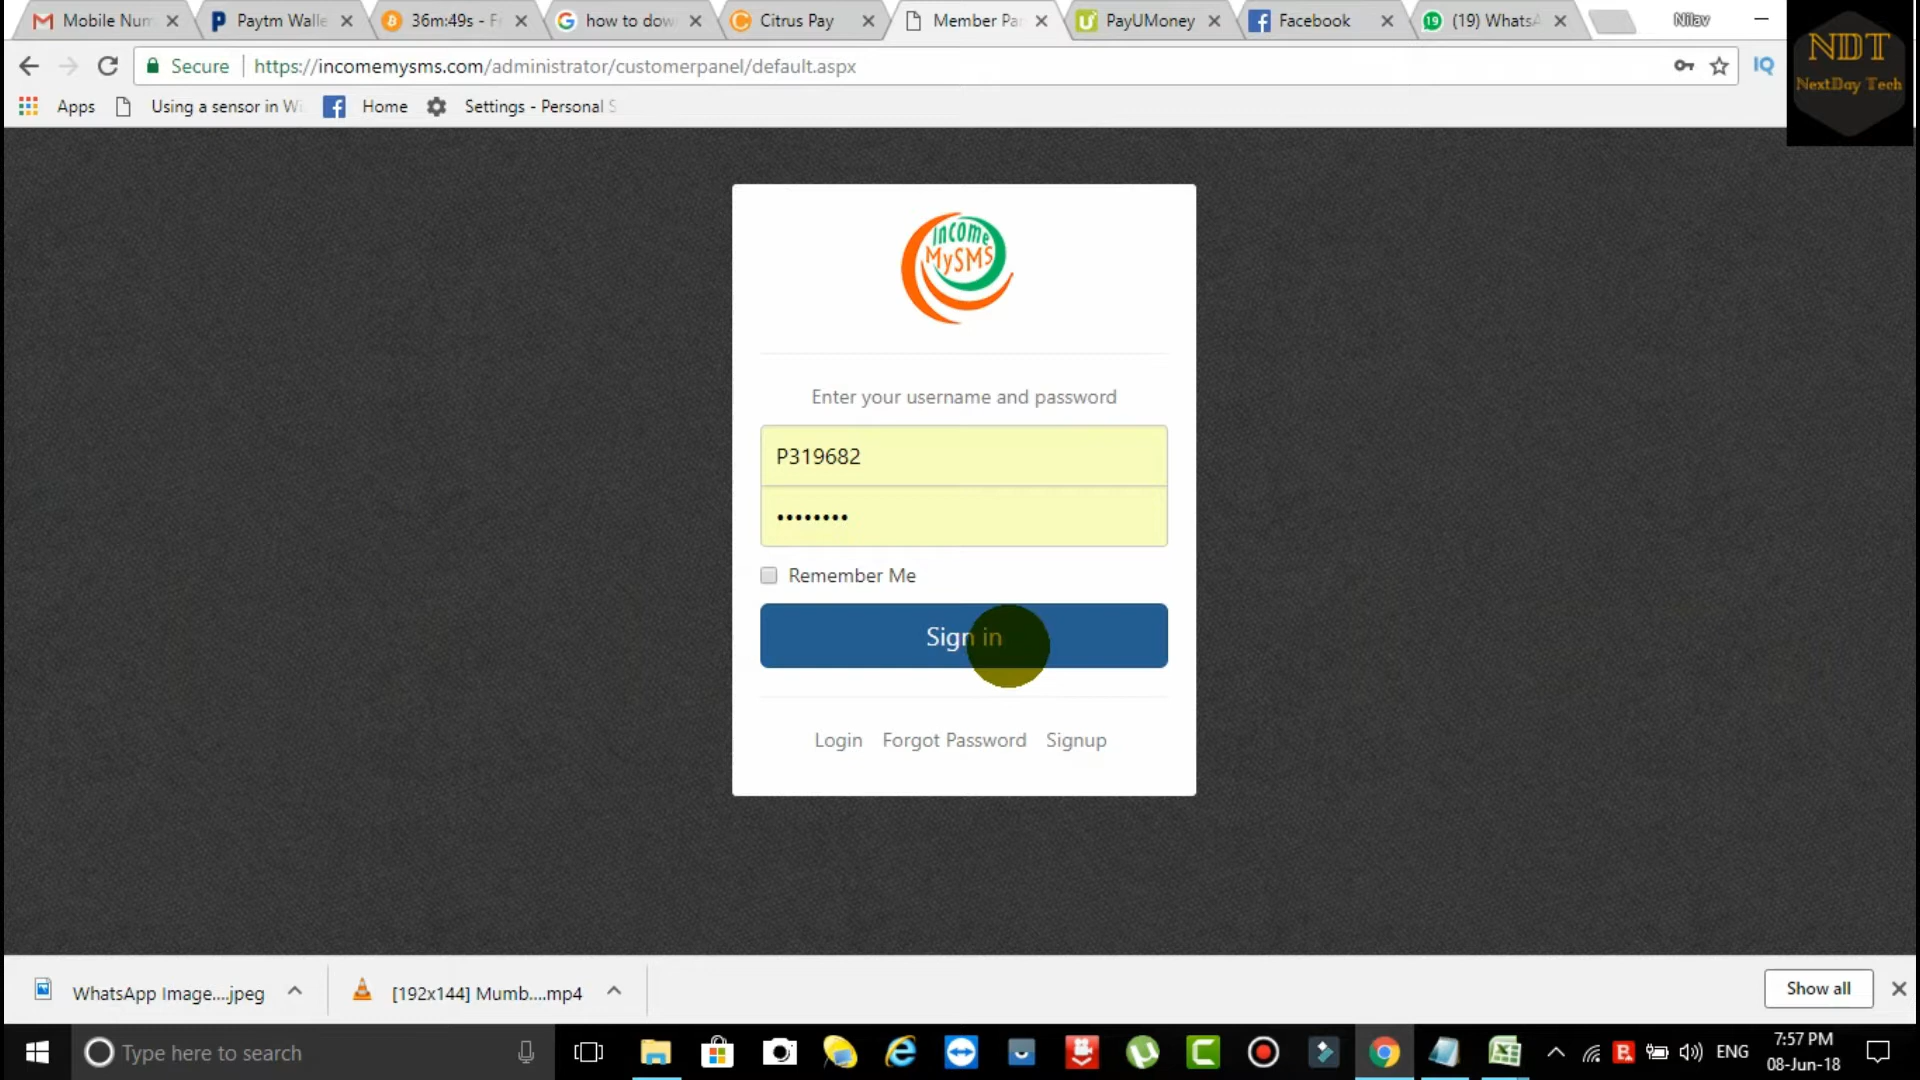 Mobile Num
Paytm Walle
36m:49s - F
how to dow
Citrus Pay
Member Pa
PayUMoney
Facebook
(19) WhatsA
Nilav
Secure
https://incomemysms.com/administrator/customerpanel/default.aspx
IQ
NDT
NextDay Tech
Apps
Using a sensor in Wi
Home
Settings - Personal S
Income
MySMS
Enter your username and password
P319682
••••••••
Remember Me
Sign in
Login Forgot Password Signup
WhatsApp Image....jpeg
[192x144] Mumb....mp4
Show all
Type here to search
ENG
7:57 PM
08-Jun-18